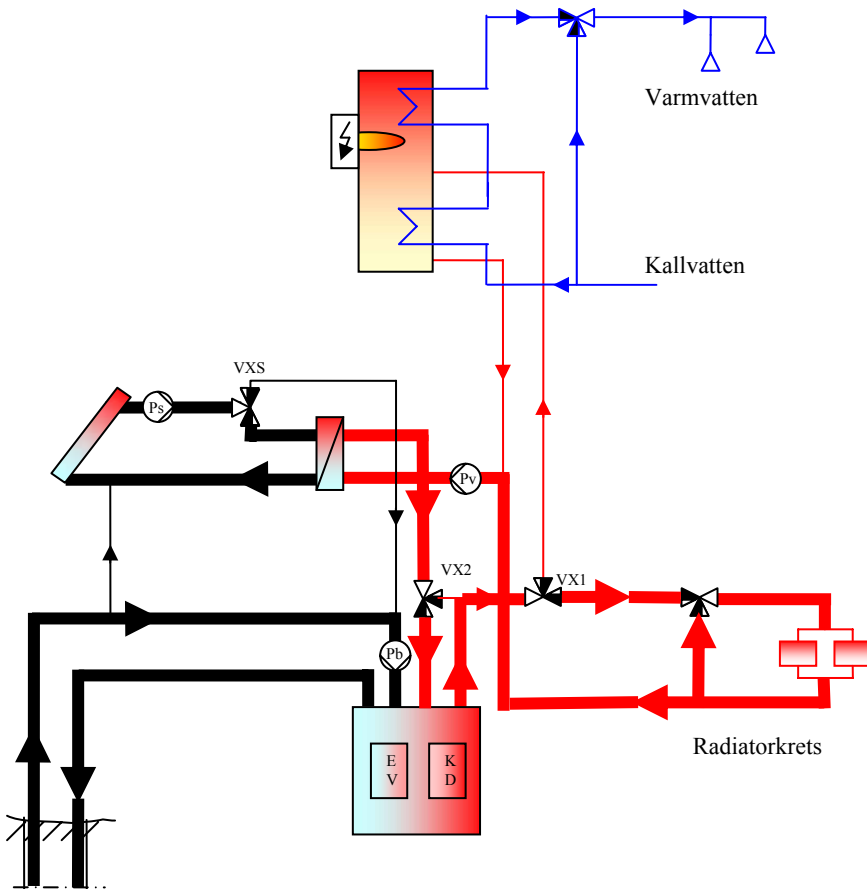 Varmvatten
Kallvatten
VXS
Ps
Pv
VX2
VX1
Pb
E
V
K
D
Radiatorkrets